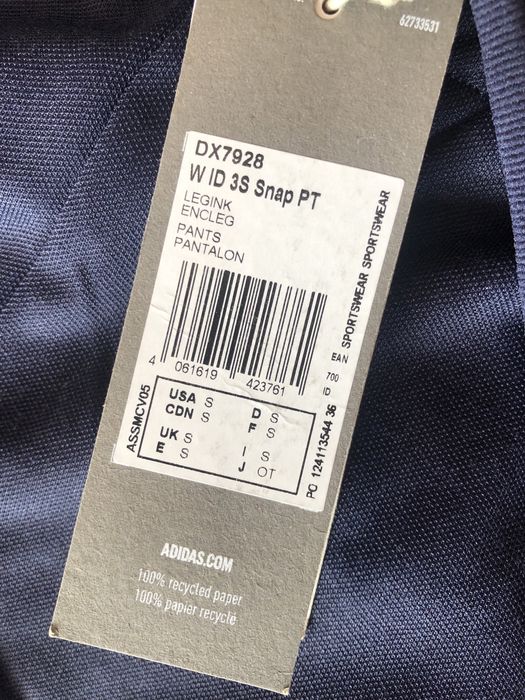 62733531
DX7928
W ID 3S Snap PT
LEGINK
ENCLEG
PANTS
PANTALON
SPORTSWEAR SPORTSWEAR
EAN
700
ID
4 061619 423761
ASSMCV05
USA S D S
CDN S F S
UK S I S
E S J OT
PO 124113544 36
ADIDAS.COM
100% recycled paper
100% papier recyclé